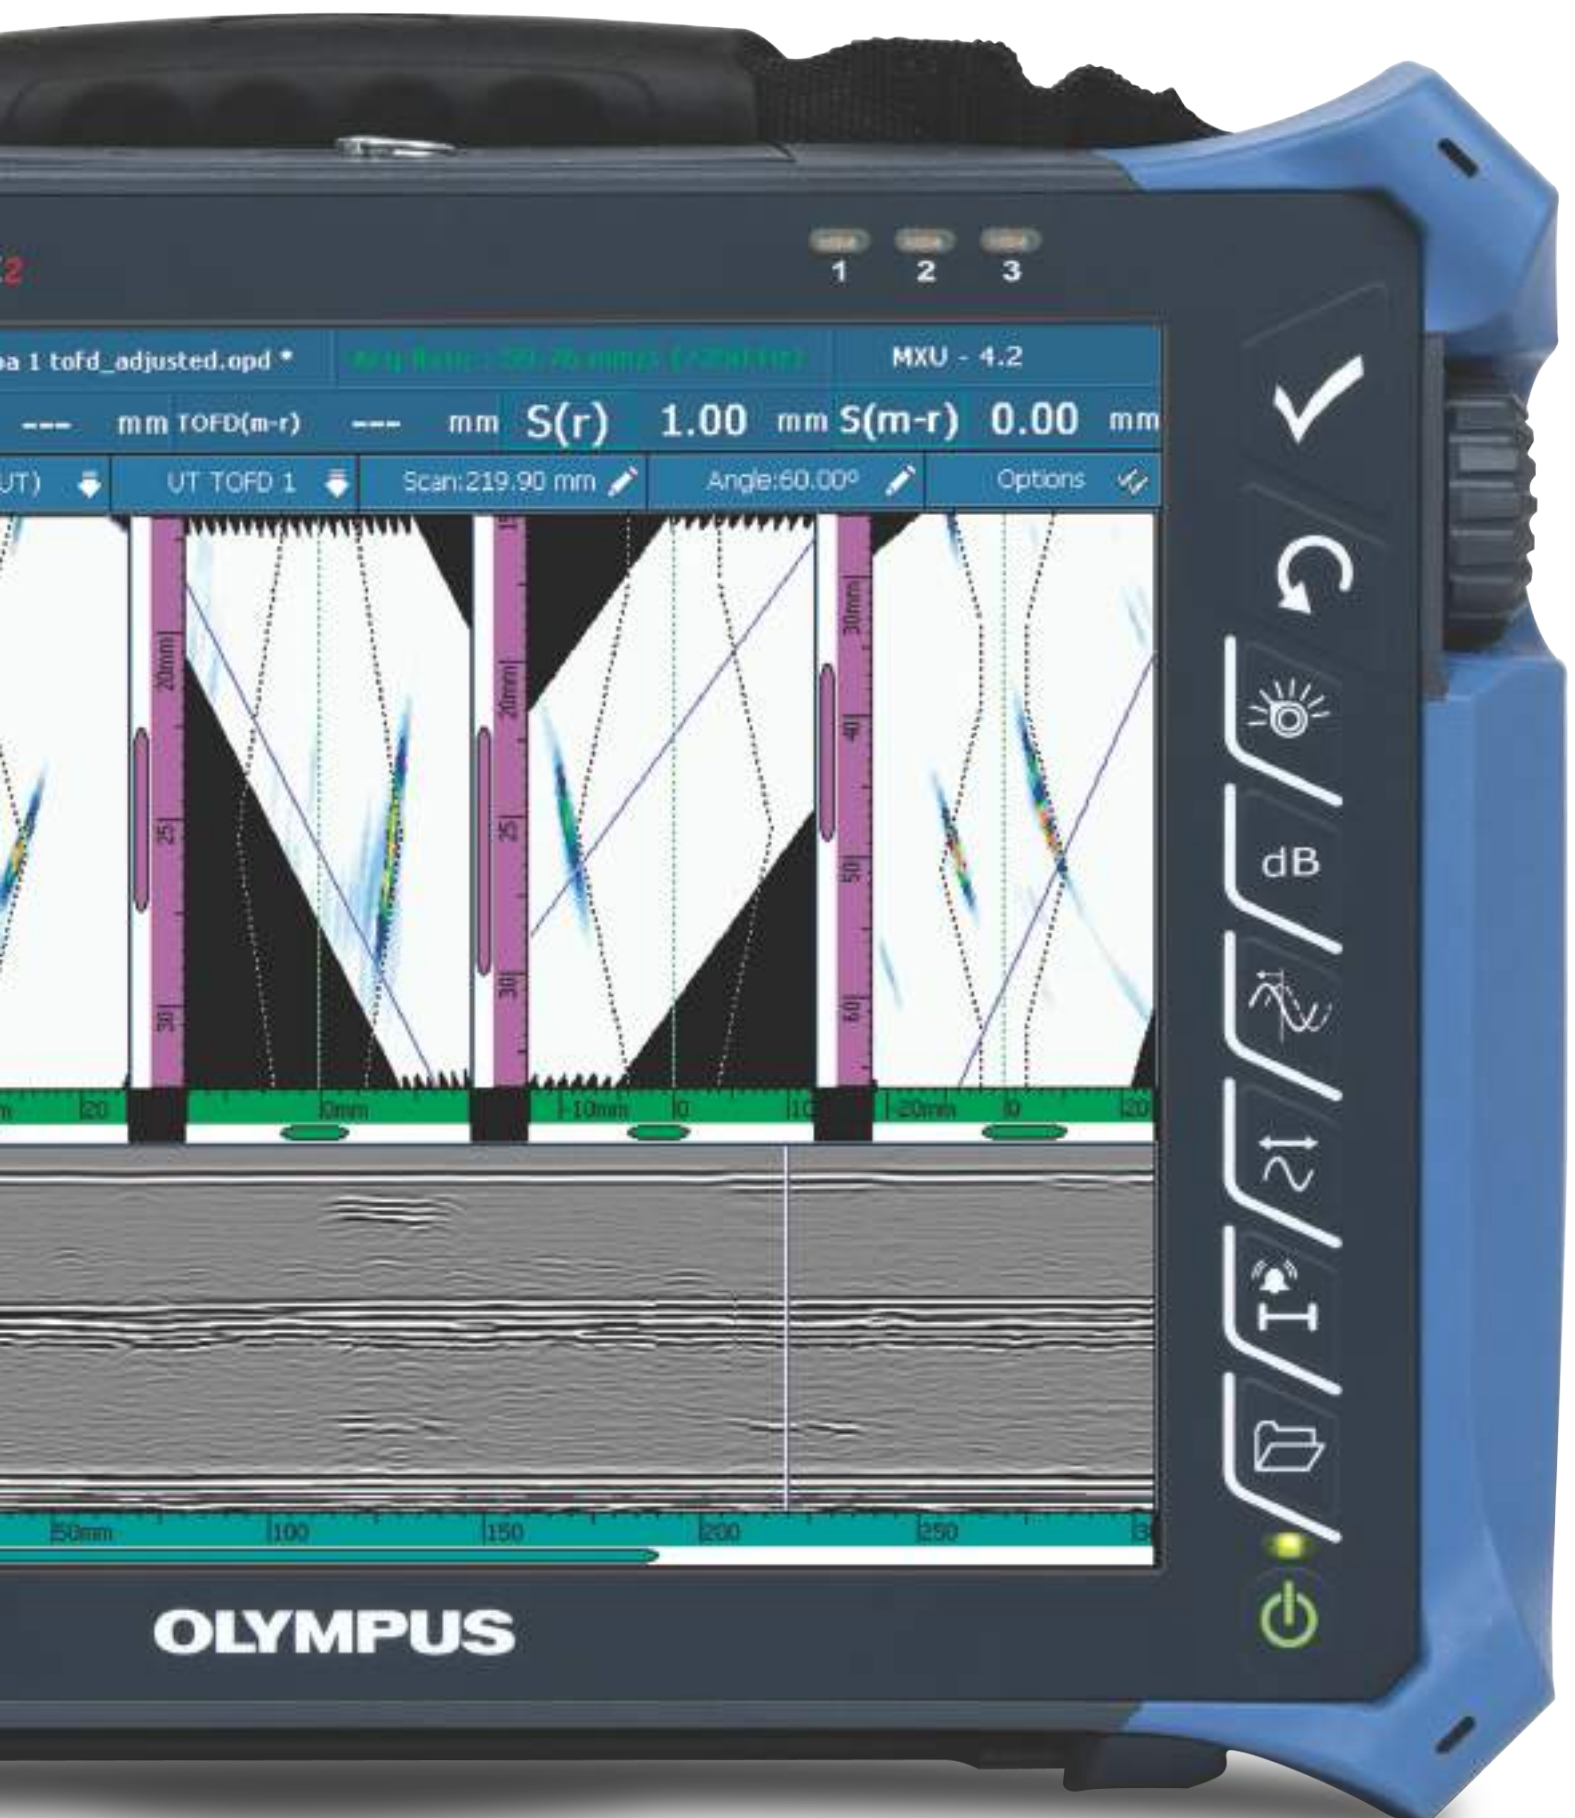 2
1 2 3
a 1 tofd_adjusted.opd * MXU - 4.2
--- mm TOFD(m-r) --- mm S(r) 1.00 mm S(m-r) 0.00 mm
UT) UT TOFD 1 Scan:219.90 mm Angle:60.00º Options
20mm 25 30
20mm 25 30
30mm 40 50 60
dB
20 0mm -10mm 0 10 -20mm 0 20
50mm 100 150 200 250
OLYMPUS